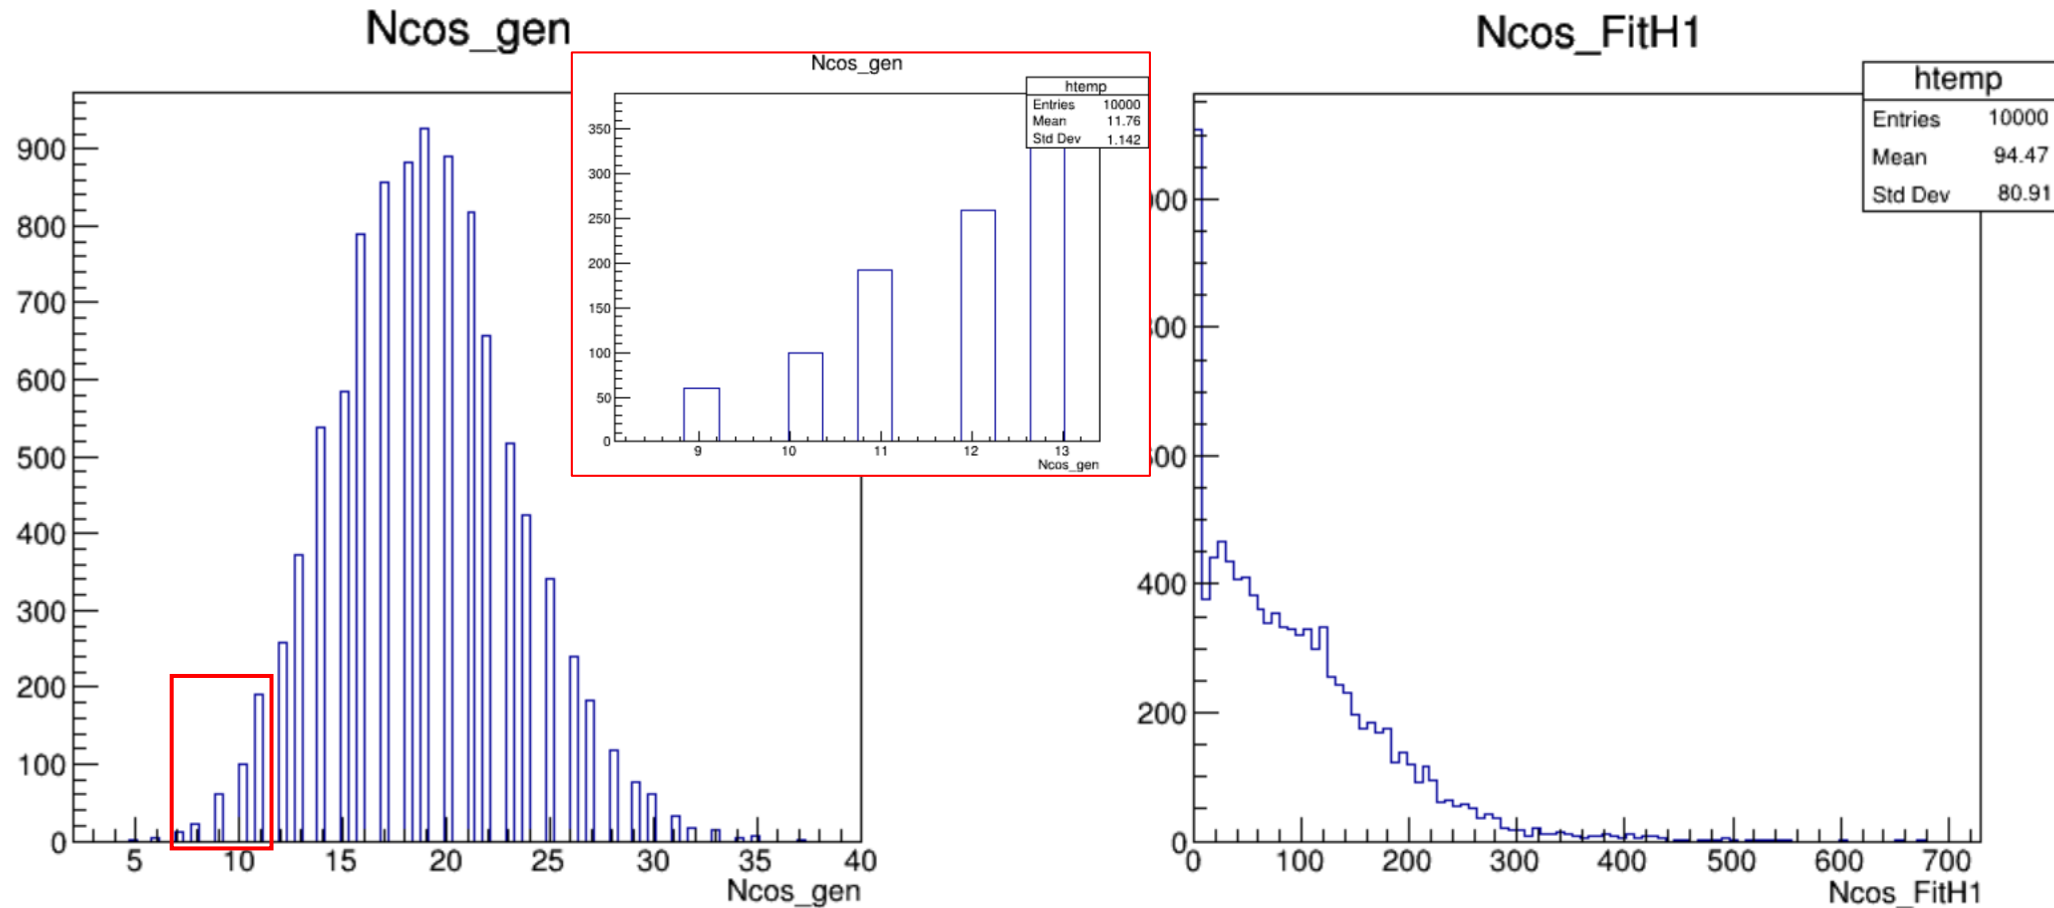 Ncos_gen
900
800
700
600
500
400
300
200
100
0
5 10 15 20 25 30 35 40
Ncos_gen
Ncos_gen
htemp
Entries 10000
Mean 11.76
Std Dev 1.142
350
300
250
200
150
100
50
0
9 10 11 12 13
Ncos_gen
Ncos_FitH1
htemp
Entries 10000
Mean 94.47
Std Dev 80.91
400
200
0
0 100 200 300 400 500 600 700
Ncos_FitH1